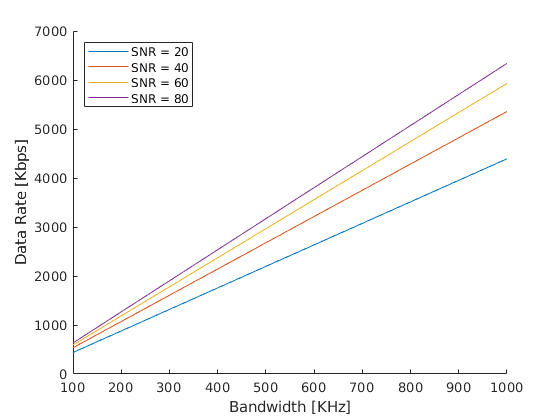 7000
6000
5000
4000
3000
2000
1000
0
SNR = 20
SNR = 40
SNR = 60
SNR = 80
Data Rate [Kbps]
100 200 300 400 500 600 700 800 900 1000
Bandwidth [KHz]